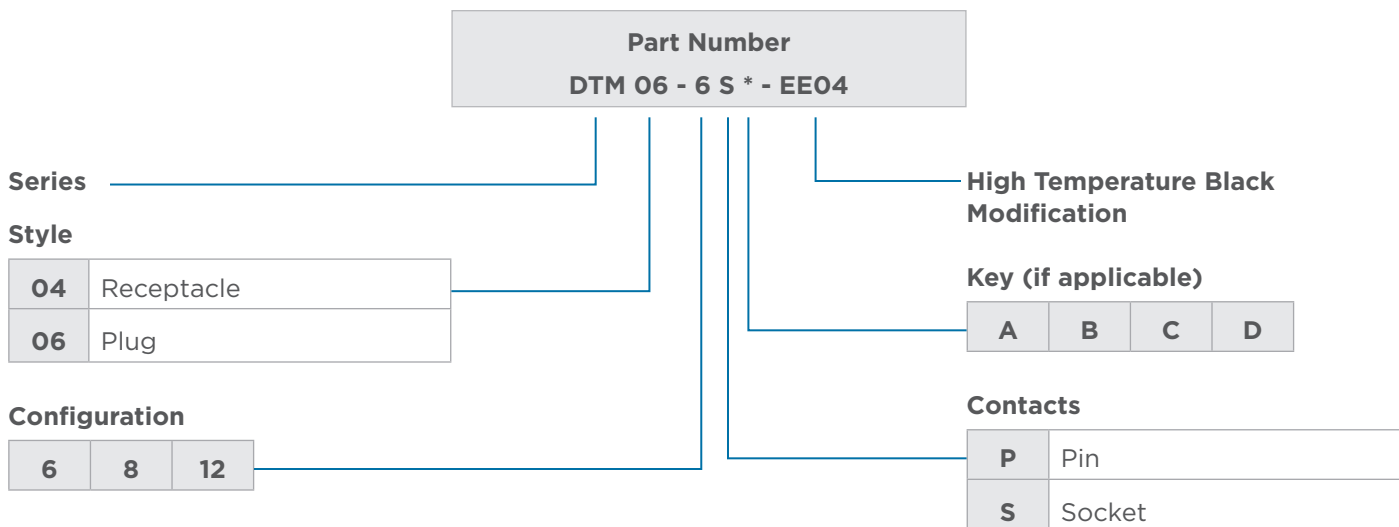 Part Number
DTM 06 - 6 S * - EE04
Series
Style
04 Receptacle
06 Plug
Configuration
6 8 12
High Temperature Black
Modification
Key (if applicable)
A B C D
Contacts
P Pin
S Socket